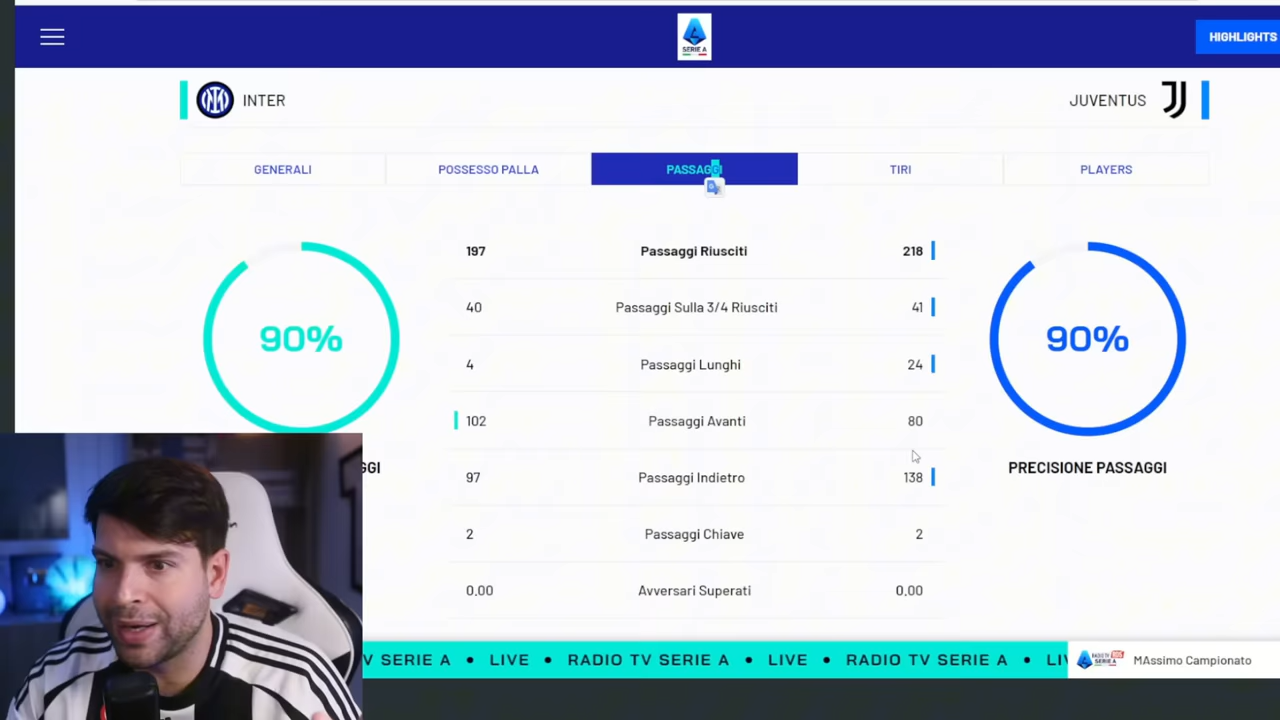 HIGHLIGHTS
SERIE A
INTER
JUVENTUS
GENERALI
POSSESSO PALLA
PASSAGGI
TIRI
PLAYERS
197 Passaggi Riusciti 218
40 Passaggi Sulla 3/4 Riusciti 41
90%
90%
4 Passaggi Lunghi 24
102 Passaggi Avanti 80
GGI
PRECISIONE PASSAGGI
97 Passaggi Indietro 138
2 Passaggi Chiave 2
0.00 Avversari Superati 0.00
V SERIE A • LIVE • RADIO TV SERIE A • LIVE • RADIO TV SERIE A • LIV
SERIE A
MAssimo Campionato